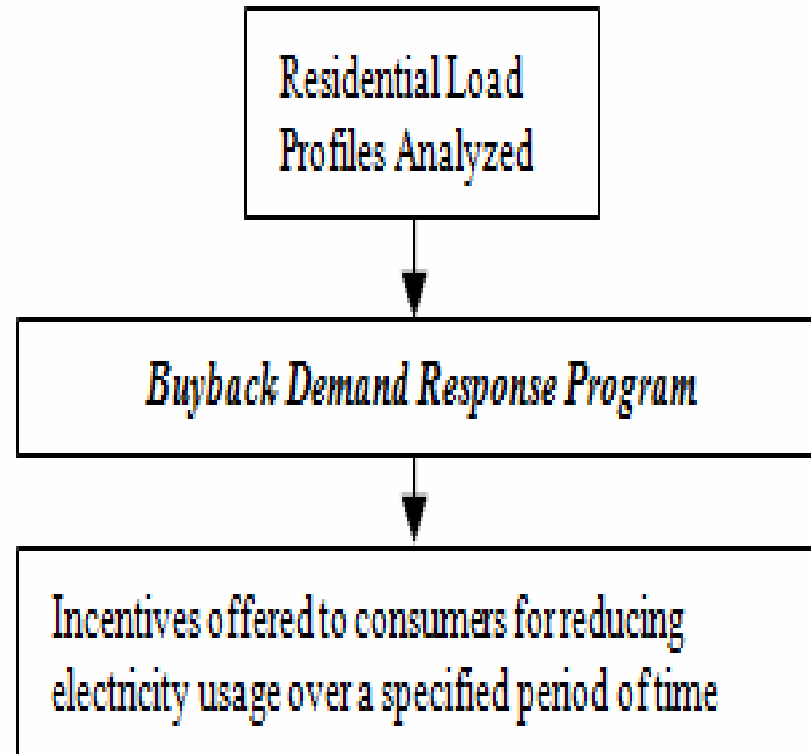 Residential Load
Profiles Analyzed
Buyback Demand Response Program
Incentives offered to consumers for reducing
electricity usage over a specified period of time